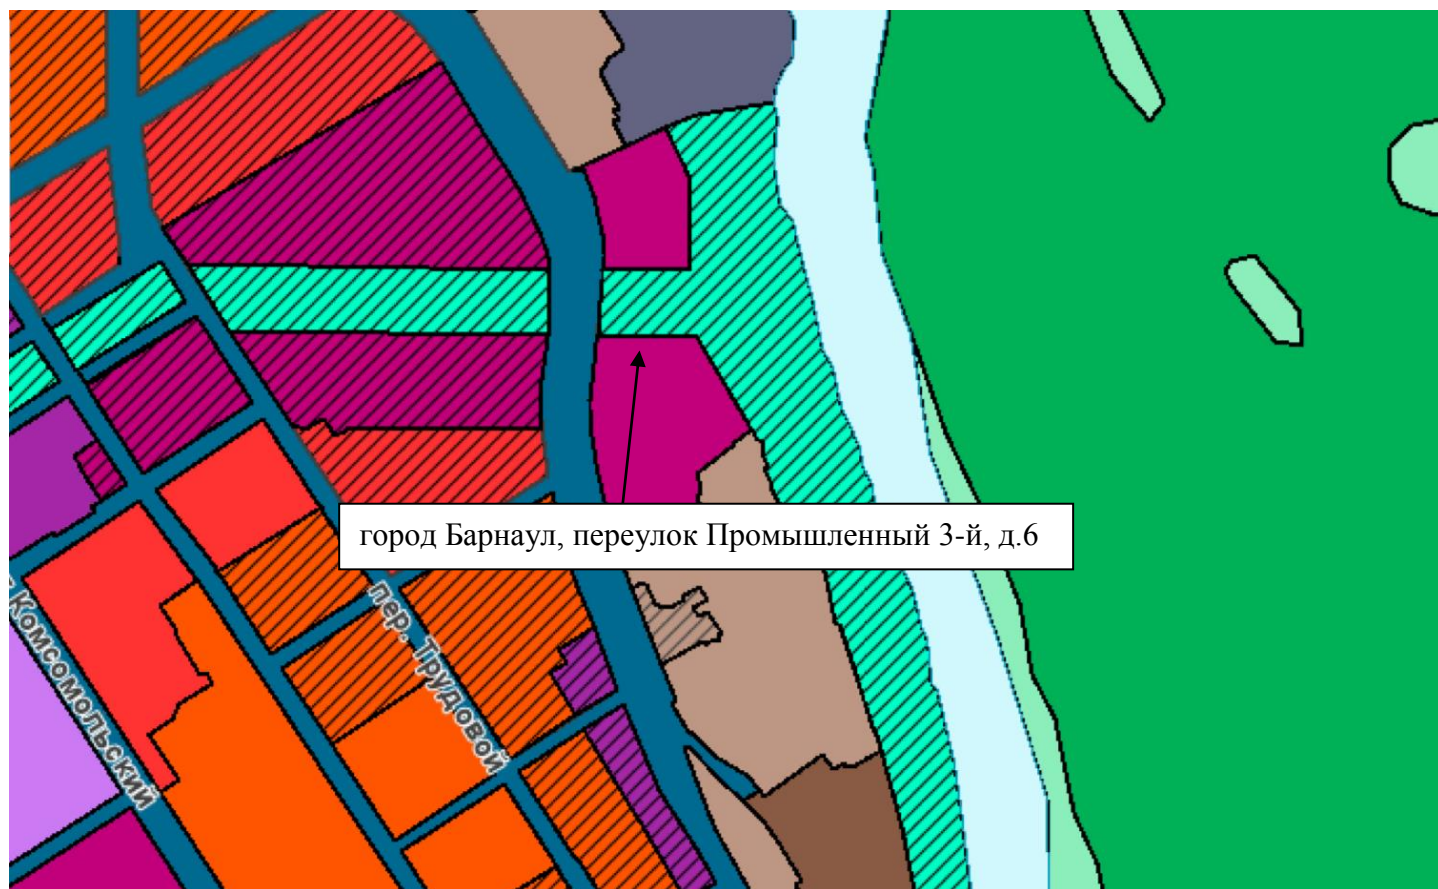 город Барнаул, переулок Промышленный 3-й, д.6
пер. Трудовой
Комсомольский